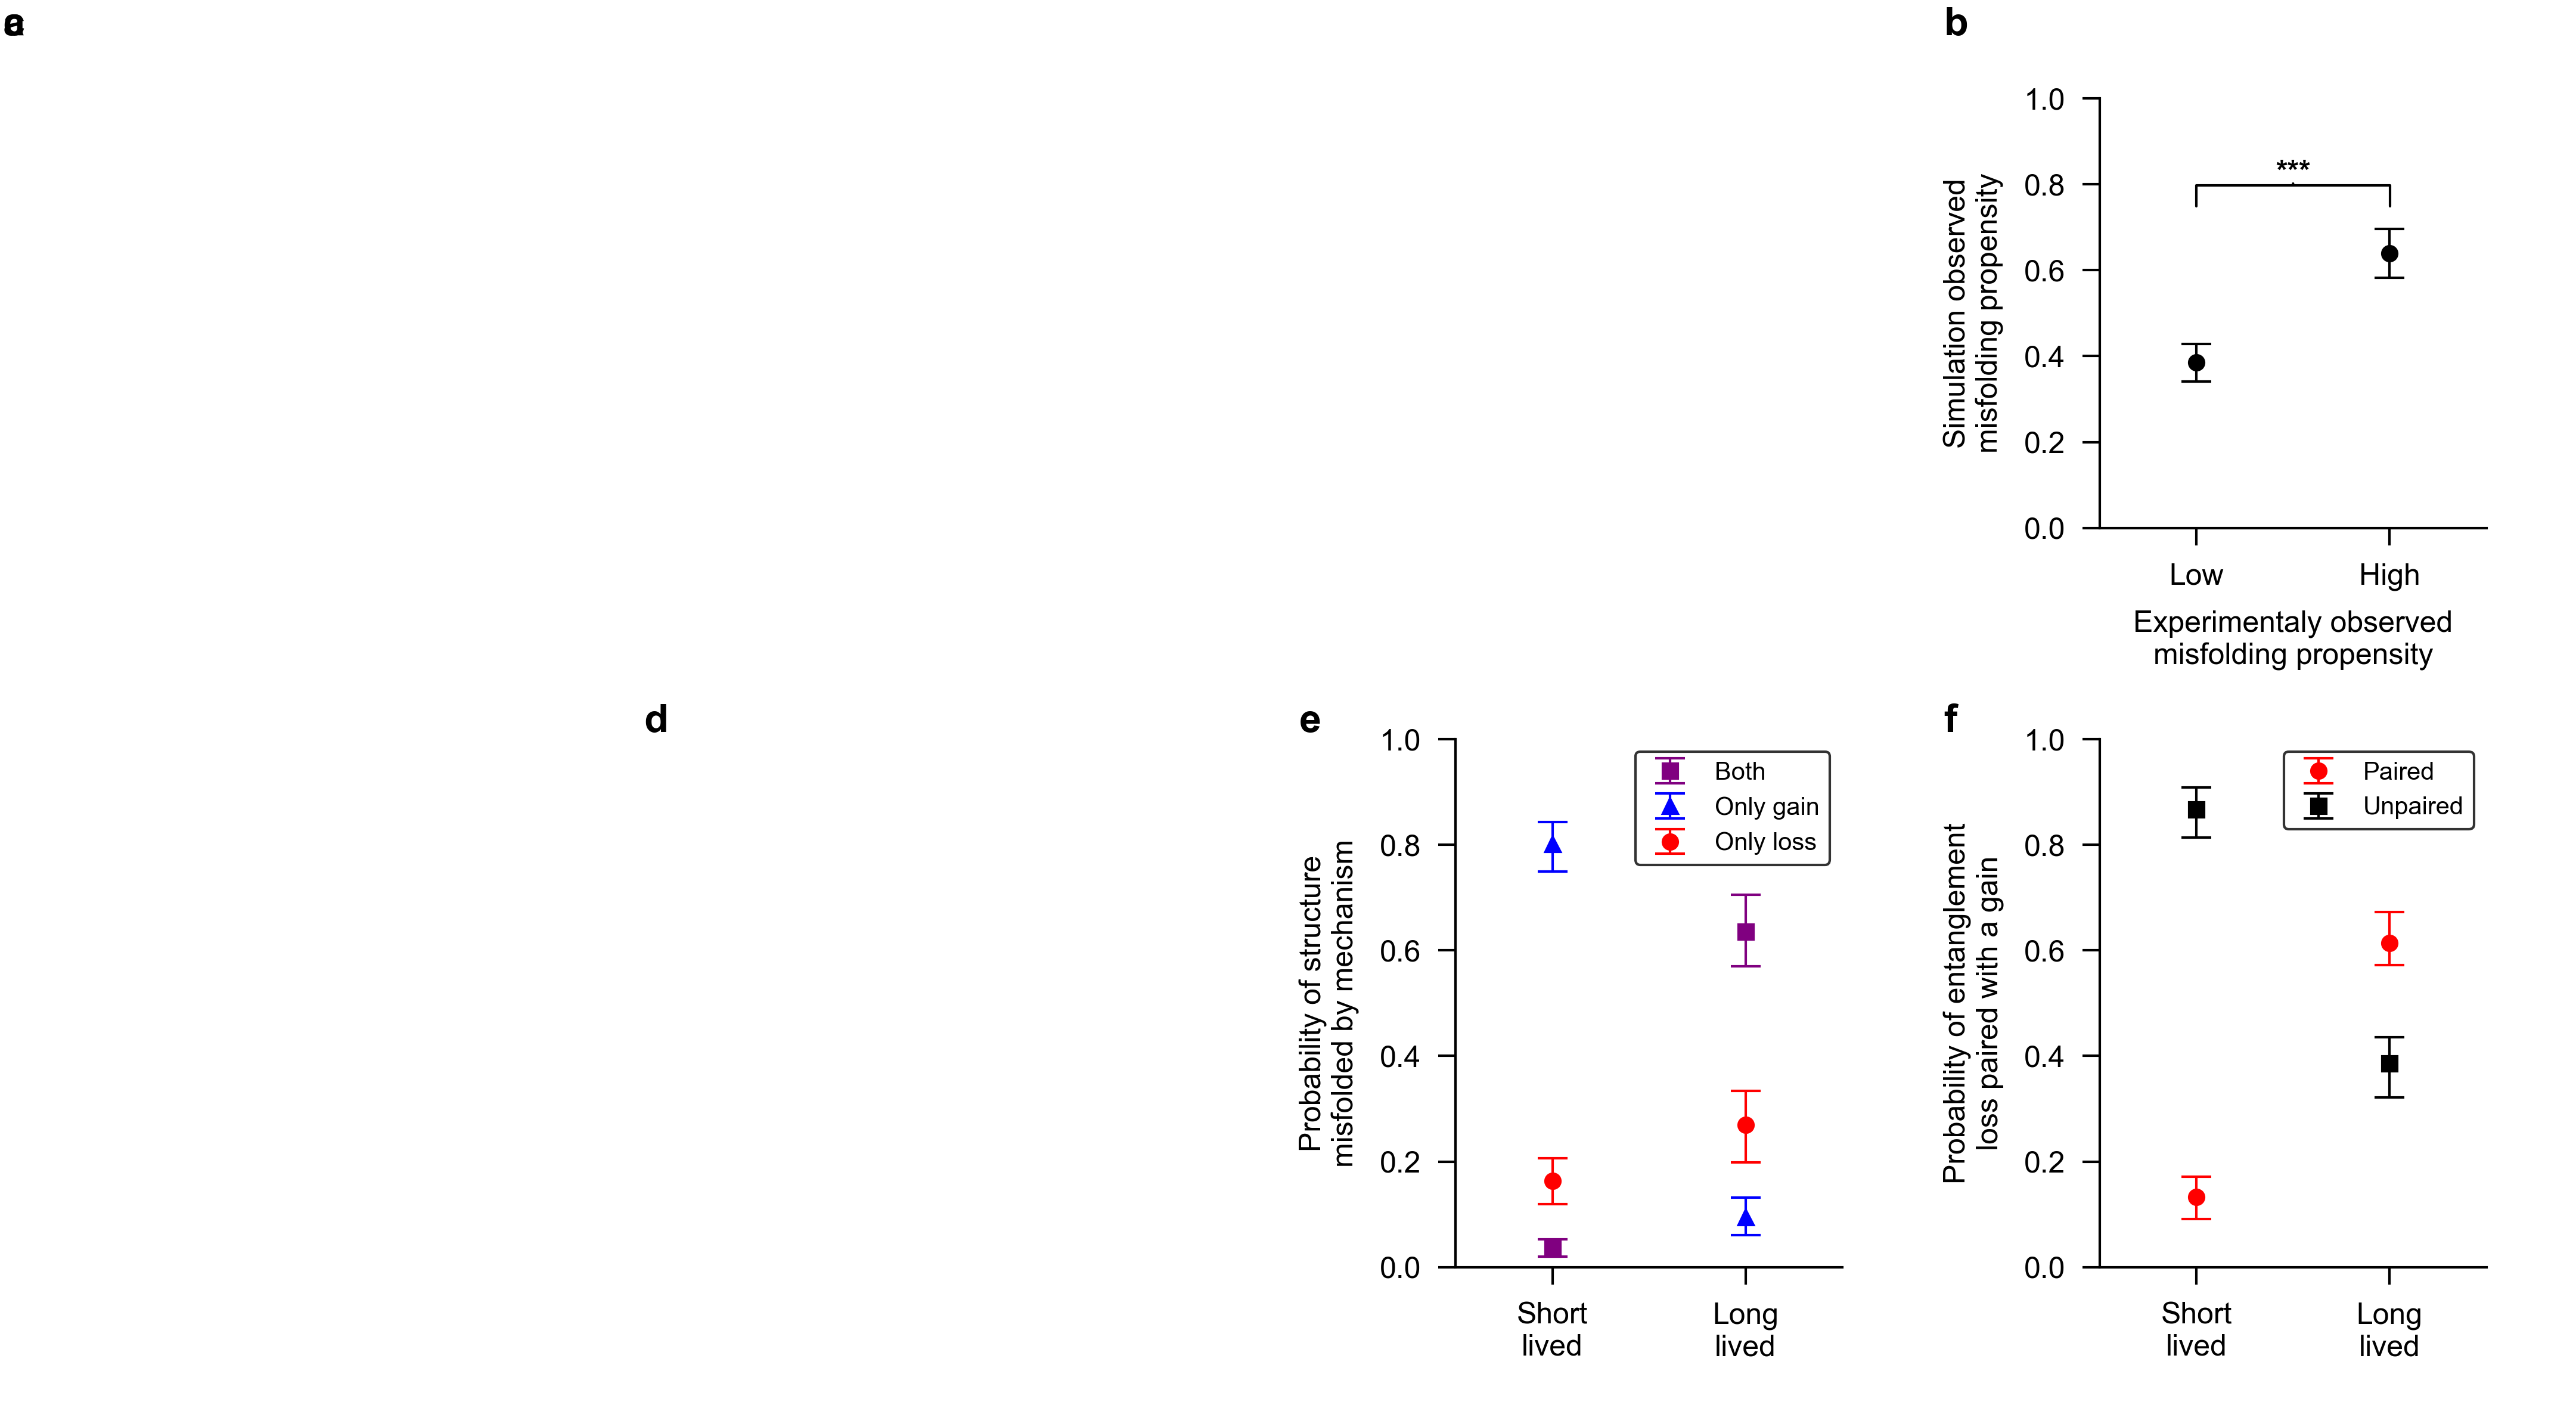 b
1.0
0.8
0.6
0.4
0.2
0.0
***
Simulation observed
misfolding propensity
Low
High
Experimentaly observed
misfolding propensity
d
e
1.0
0.8
0.6
0.4
0.2
0.0
Probability of structure
misfolded by mechanism
Both
Only gain
Only loss
Short
lived
Long
lived
f
1.0
0.8
0.6
0.4
0.2
0.0
Probability of entanglement
loss paired with a gain
Paired
Unpaired
Short
lived
Long
lived